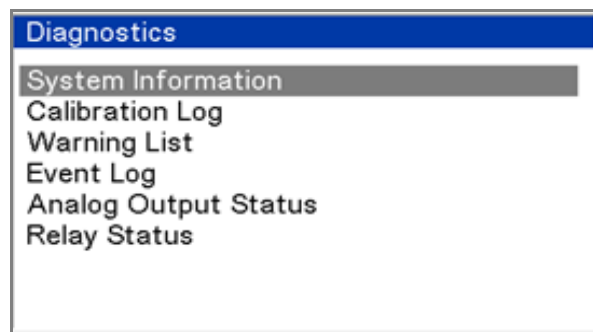 Diagnostics
System Information
Calibration Log
Warning List
Event Log
Analog Output Status
Relay Status